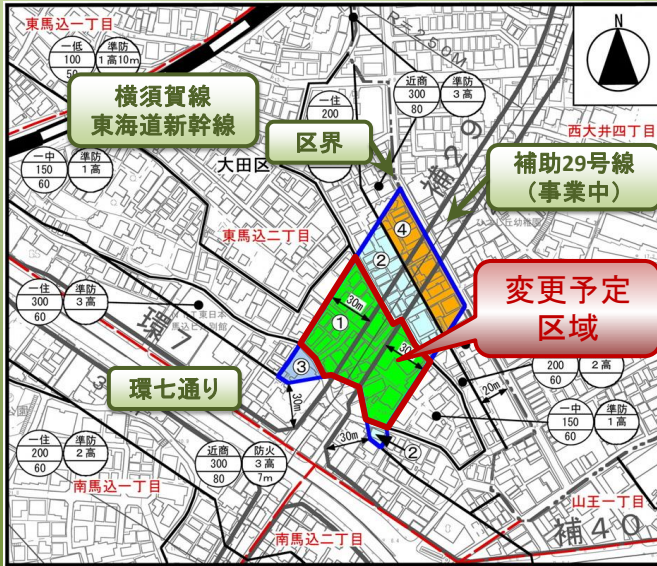 東馬込一丁目
一低
100
50
準防
1高10m
横須賀線
東海道新幹線
R=250M
一住
200
近商
300
80
準防
3高
N
西大井四丁目
区界
大田区
補29
補助29号線
(事業中)
一中
150
60
準防
1高
東馬込二丁目
④
②
30m
①
変更予定
区域
一住
300
60
準防
3高
環7
③
30m
環七通り
30m
200
60
2高
20m
一中
150
60
準防
1高
一住
200
60
準防
2高
近商
300
80
防火
3高
7m
30m
②
南馬込一丁目
南馬込二丁目
山王一丁目
補40